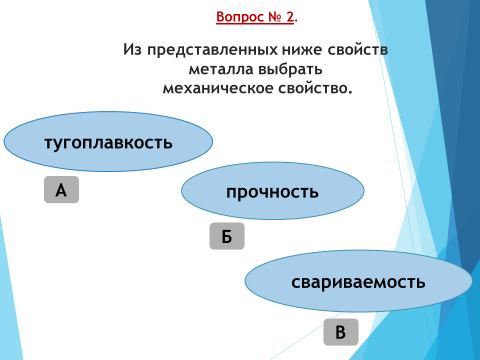 Вопрос № 2.
Из представленных ниже свойств
металла выбрать
механическое свойство.
тугоплавкость
А
прочность
Б
свариваемость
В